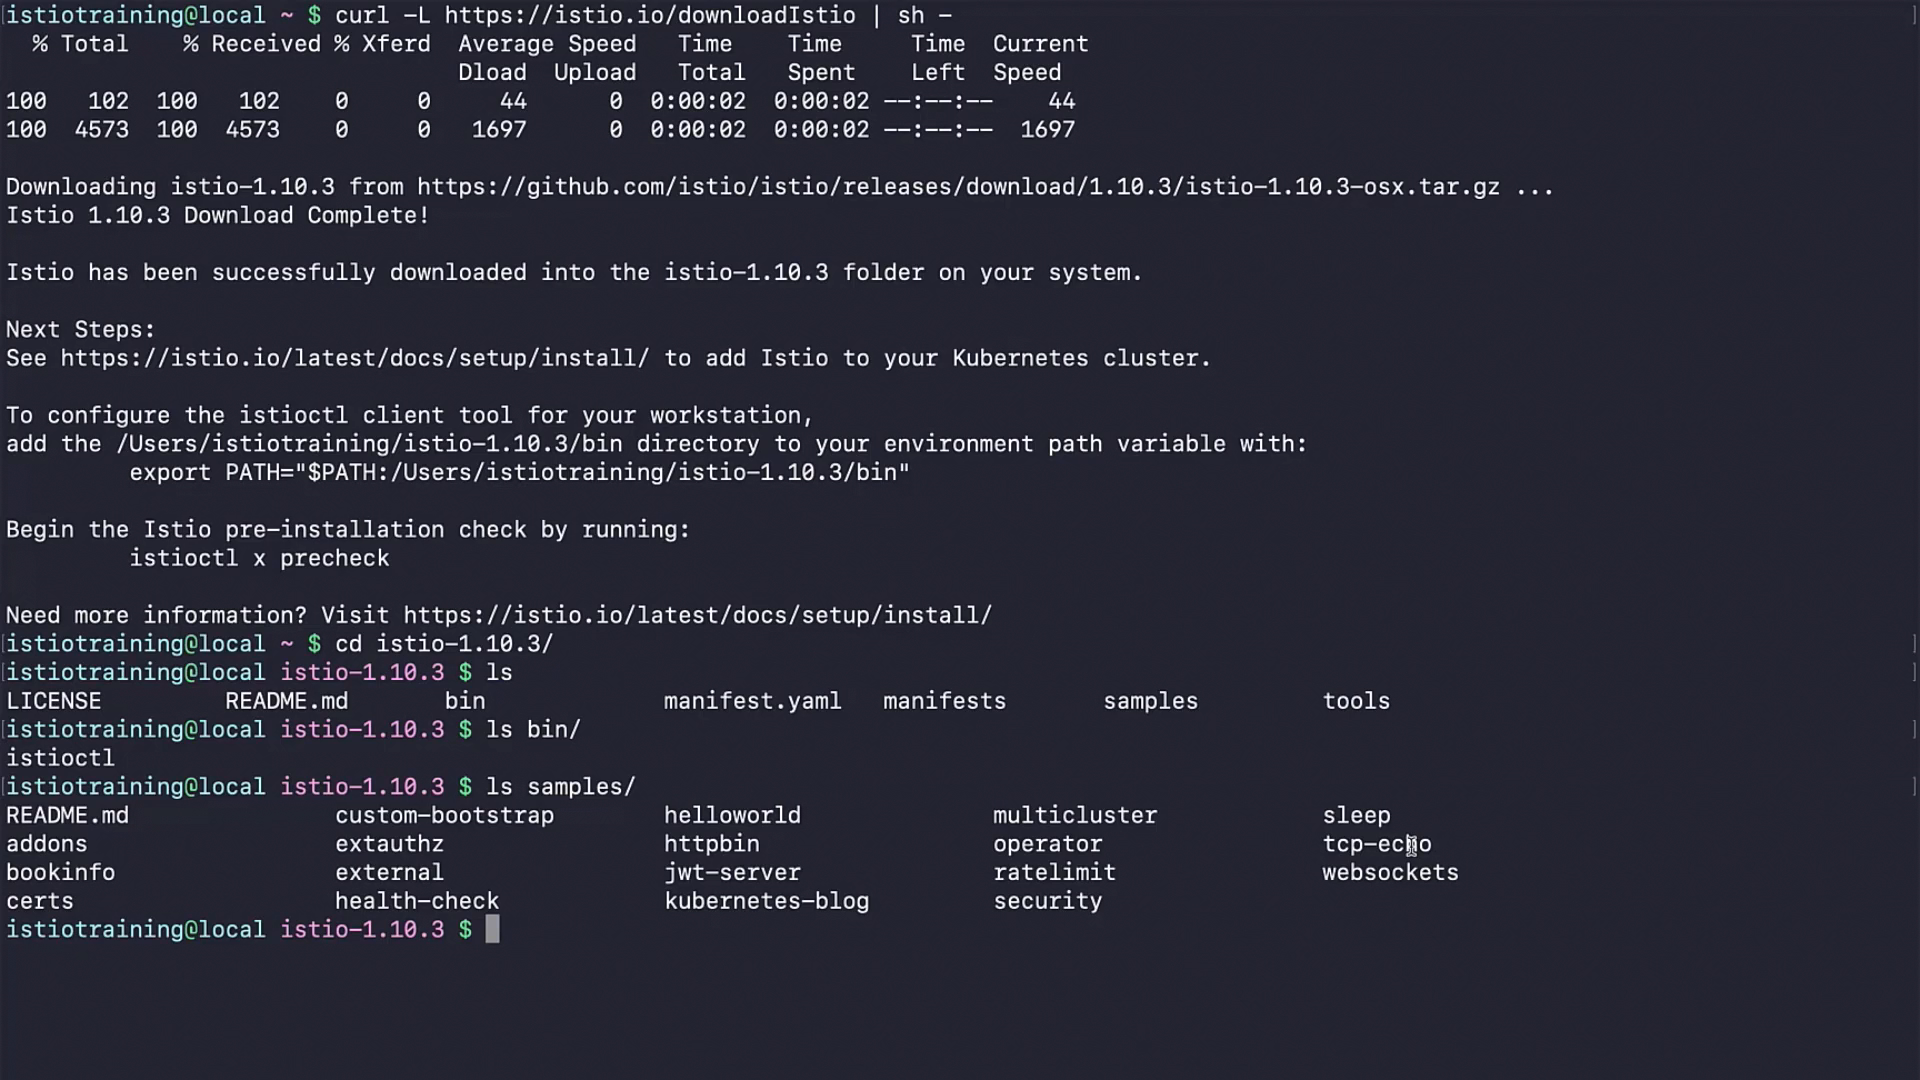 istiotraining@local ~ $ curl -L https://istio.io/downloadIstio | sh -
  % Total    % Received % Xferd  Average Speed   Time    Time     Time  Current
                                 Dload  Upload   Total   Spent    Left  Speed
100   102  100   102    0     0     44      0  0:00:02  0:00:02 --:--:--    44
100  4573  100  4573    0     0   1697      0  0:00:02  0:00:02 --:--:--  1697
Downloading istio-1.10.3 from https://github.com/istio/istio/releases/download/1.10.3/istio-1.10.3-osx.tar.gz ...
Istio 1.10.3 Download Complete!
Istio has been successfully downloaded into the istio-1.10.3 folder on your system.
Next Steps:
See https://istio.io/latest/docs/setup/install/ to add Istio to your Kubernetes cluster.
To configure the istioctl client tool for your workstation,
add the /Users/istiotraining/istio-1.10.3/bin directory to your environment path variable with:
         export PATH="$PATH:/Users/istiotraining/istio-1.10.3/bin"
Begin the Istio pre-installation check by running:
         istioctl x precheck
Need more information? Visit https://istio.io/latest/docs/setup/install/
istiotraining@local ~ $ cd istio-1.10.3/
istiotraining@local istio-1.10.3 $ ls
LICENSE         README.md       bin             manifest.yaml   manifests       samples         tools
istiotraining@local istio-1.10.3 $ ls bin/
istioctl
istiotraining@local istio-1.10.3 $ ls samples/
README.md               custom-bootstrap        helloworld              multicluster            sleep
addons                  extauthz                httpbin                 operator                tcp-echo
bookinfo                external                jwt-server              ratelimit               websockets
certs                   health-check            kubernetes-blog         security
istiotraining@local istio-1.10.3 $